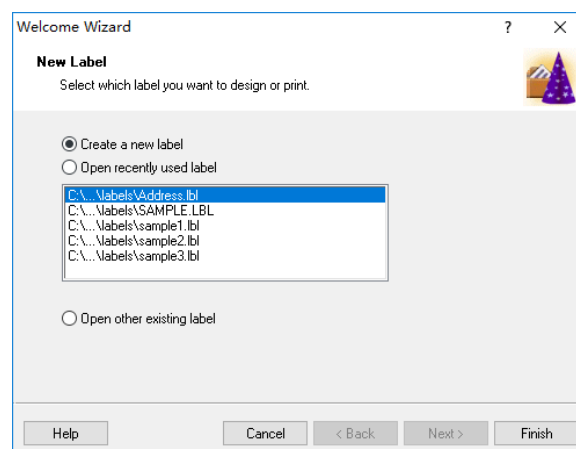 Welcome Wizard ?
New Label
Select which label you want to design or print.
Create a new label
Open recently used label
C:\...\labels\Address.lbl
C:\...\labels\SAMPLE.LBL
C:\...\labels\sample1.lbl
C:\...\labels\sample2.lbl
C:\...\labels\sample3.lbl
Open other existing label
Help Cancel < Back Next > Finish